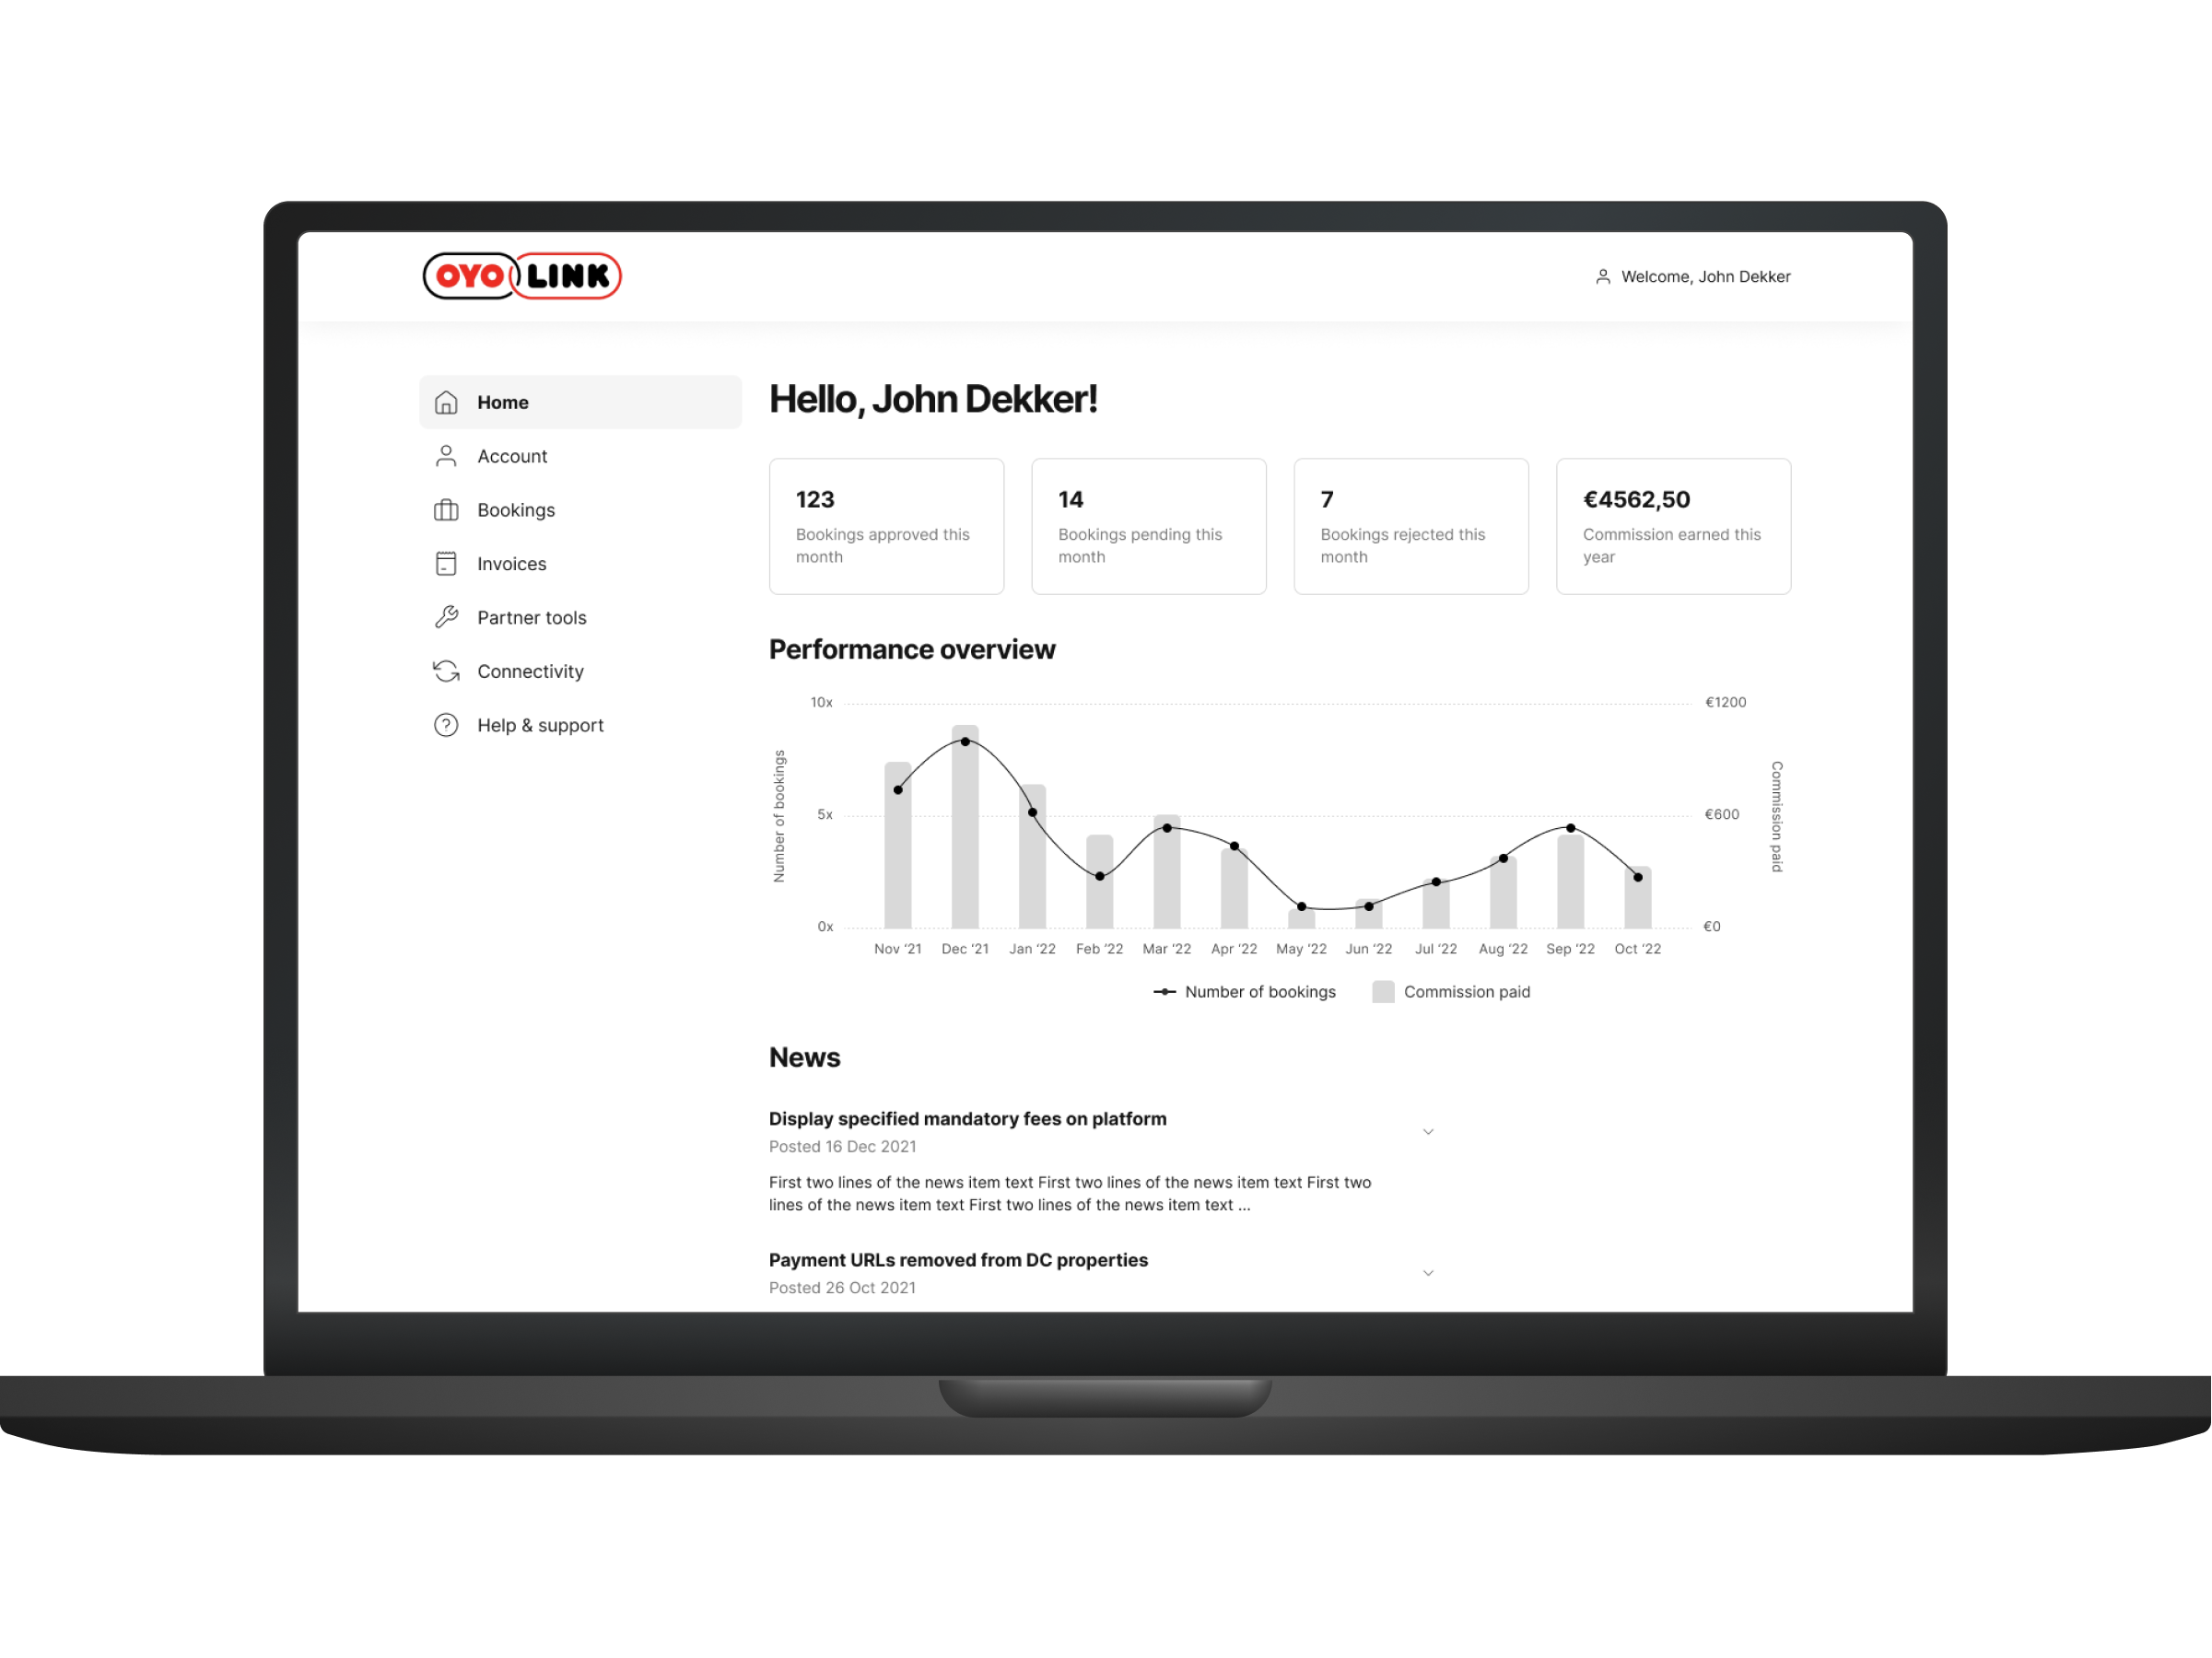 OYO LINK
Welcome, John Dekker
Home
Account
Bookings
Invoices
Partner tools
Connectivity
Help & support
Hello, John Dekker!
123
Bookings approved this
month
14
Bookings pending this
month
7
Bookings rejected this
month
€4562,50
Commission earned this
year
Performance overview
Number of bookings
10x
5x
0x
€1200
€600
€0
Commission paid
Nov ‘21 Dec ‘21 Jan ‘22 Feb ‘22 Mar ‘22 Apr ‘22 May ‘22 Jun ‘22 Jul ‘22 Aug ‘22 Sep ‘22 Oct ‘22
Number of bookings Commission paid
News
Display specified mandatory fees on platform
Posted 16 Dec 2021
First two lines of the news item text First two lines of the news item text First two
lines of the news item text First two lines of the news item text ...
Payment URLs removed from DC properties
Posted 26 Oct 2021